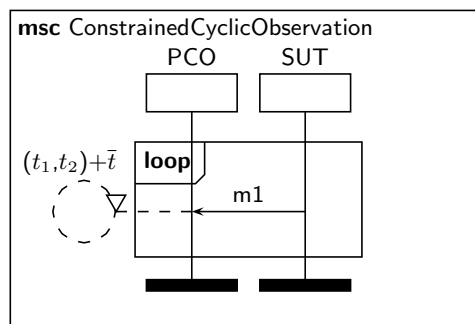 msc ConstrainedCyclicObservation
PCO SUT
(t₁,t₂)+t̄
loop
m1